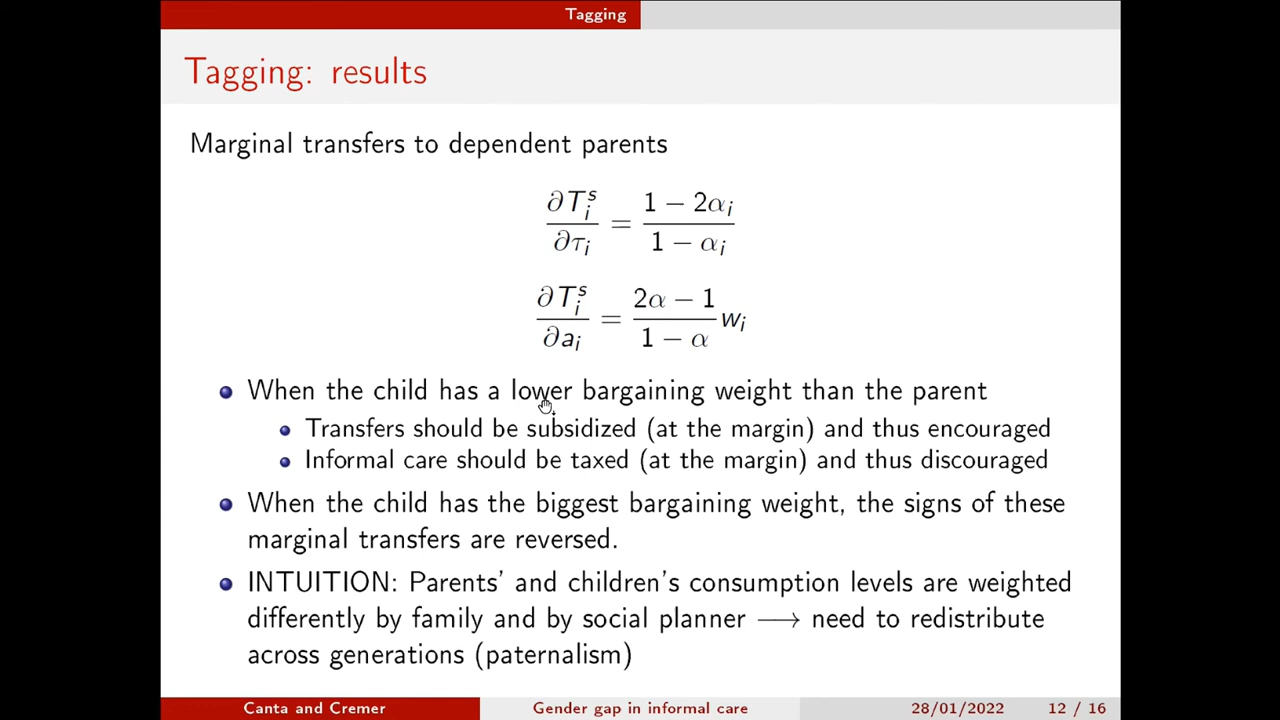 Tagging
Tagging: results
Marginal transfers to dependent parents
∂T_i^s / ∂τ_i = (1 − 2α_i) / (1 − α_i)
∂T_i^s / ∂a_i = (2α − 1) / (1 − α) w_i
When the child has a lower bargaining weight than the parent
Transfers should be subsidized (at the margin) and thus encouraged
Informal care should be taxed (at the margin) and thus discouraged
When the child has the biggest bargaining weight, the signs of these
marginal transfers are reversed.
INTUITION: Parents' and children's consumption levels are weighted
differently by family and by social planner ⟶ need to redistribute
across generations (paternalism)
Canta and Cremer Gender gap in informal care 28/01/2022 12 / 16